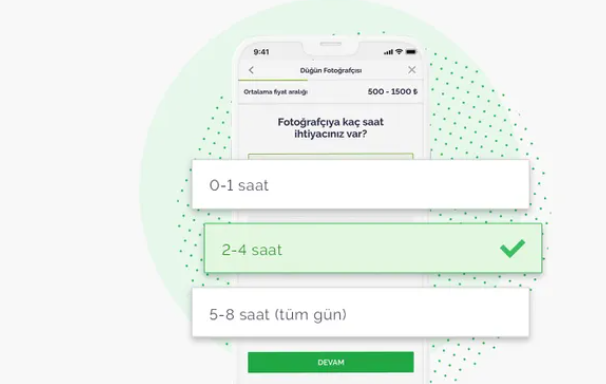 9:41
Düğün Fotoğrafçısı
Ortalama fiyat aralığı 500 - 1500 ₺
Fotoğrafçıya kaç saat
ihtiyacınız var?
0-1 saat
2-4 saat
5-8 saat (tüm gün)
DEVAM